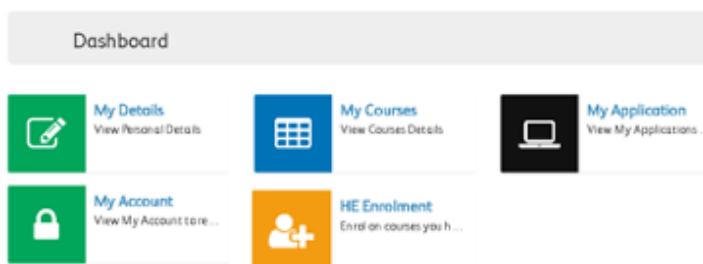 Dashboard
My Details
View Personal Details
My Courses
View Courses Details
My Application
View My Applications ..
My Account
View My Account to re...
HE Enrolment
Enrol on courses you h...